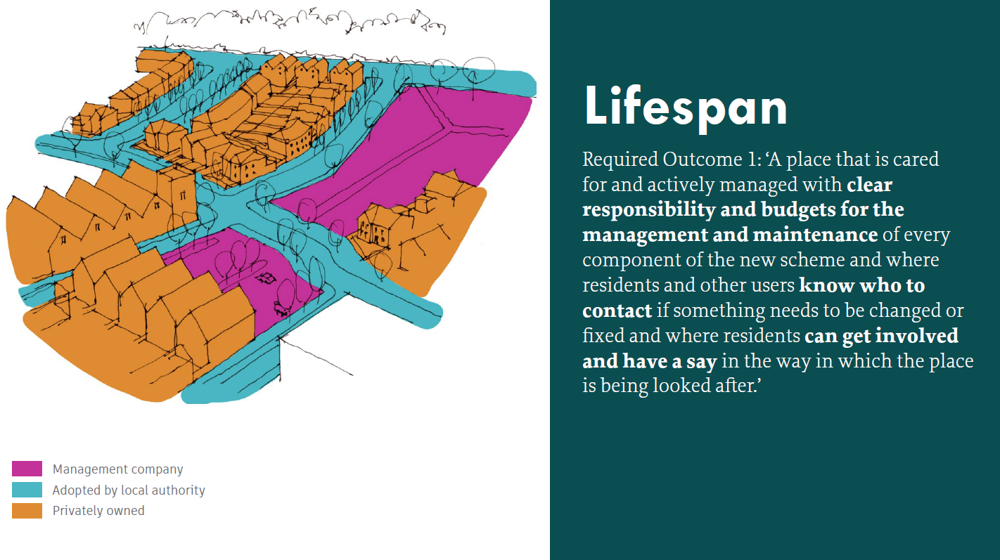 Lifespan
Required Outcome 1: ‘A place that is cared
for and actively managed with clear
responsibility and budgets for the
management and maintenance of every
component of the new scheme and where
residents and other users know who to
contact if something needs to be changed or
fixed and where residents can get involved
and have a say in the way in which the place
is being looked after.’
Management company
Adopted by local authority
Privately owned